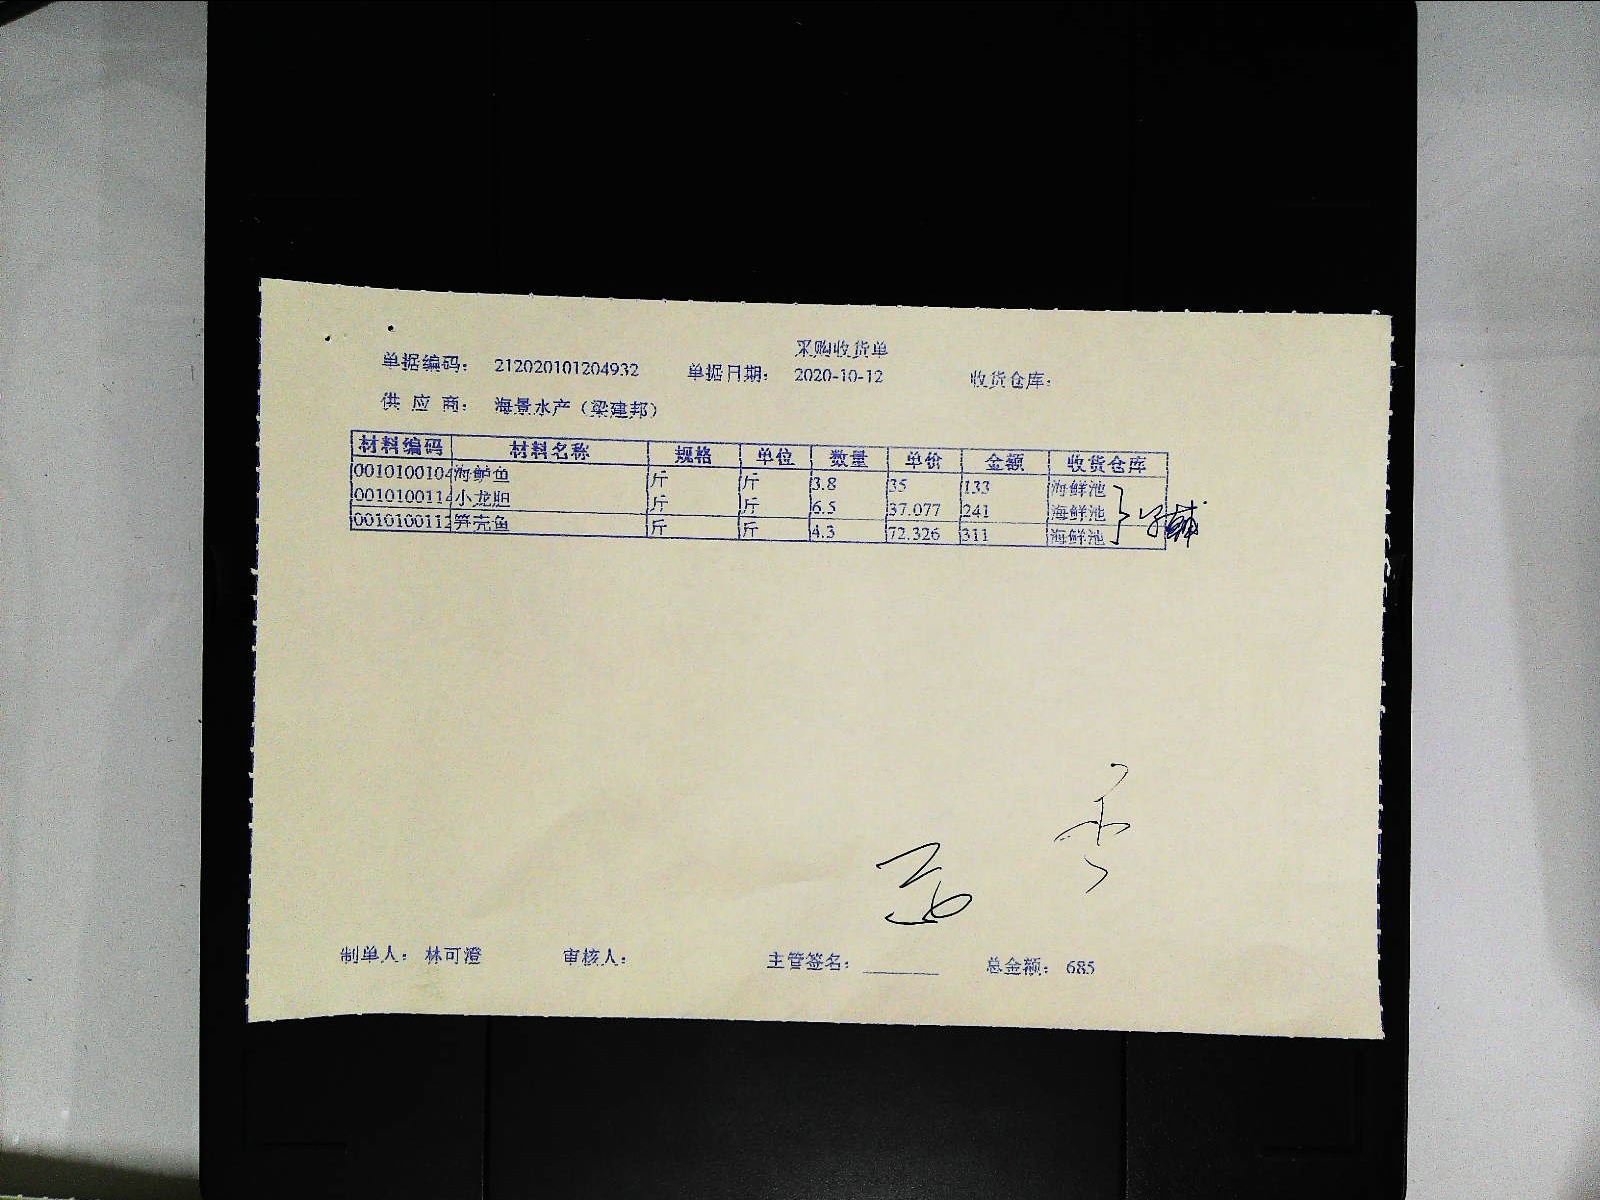 采购收货单
单据编码: 212020101204932 单据日期: 2020-10-12 收货仓库:
供应商: 海景水产(梁建邦)
材料编码 材料名称 规格 单位 数量 单价 金额 收货仓库
0010100104 海鲈鱼 斤 斤 3.8 35 133 海鲜池
0010100114 小龙胆 斤 斤 6.5 37.077 241 海鲜池
0010100112 笋壳鱼 斤 斤 4.3 72.326 311 海鲜池
制单人: 林可澄 审核人: 主管签名: 总金额: 685